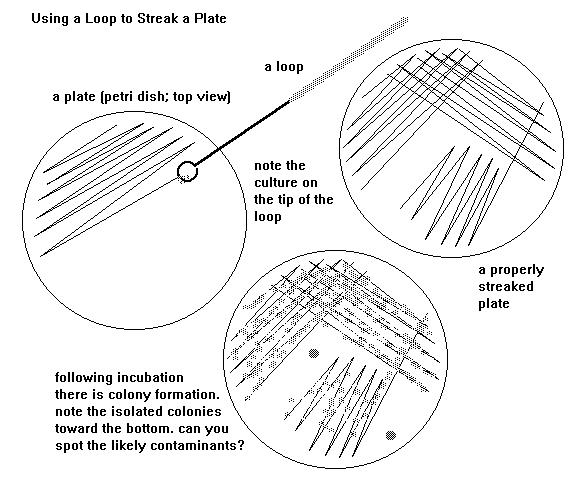 Using a Loop to Streak a Plate
a loop
a plate (petri dish; top view)
note the
culture on
the tip of the
loop
a properly
streaked
plate
following incubation
there is colony formation.
note the isolated colonies
toward the bottom. can you
spot the likely contaminants?